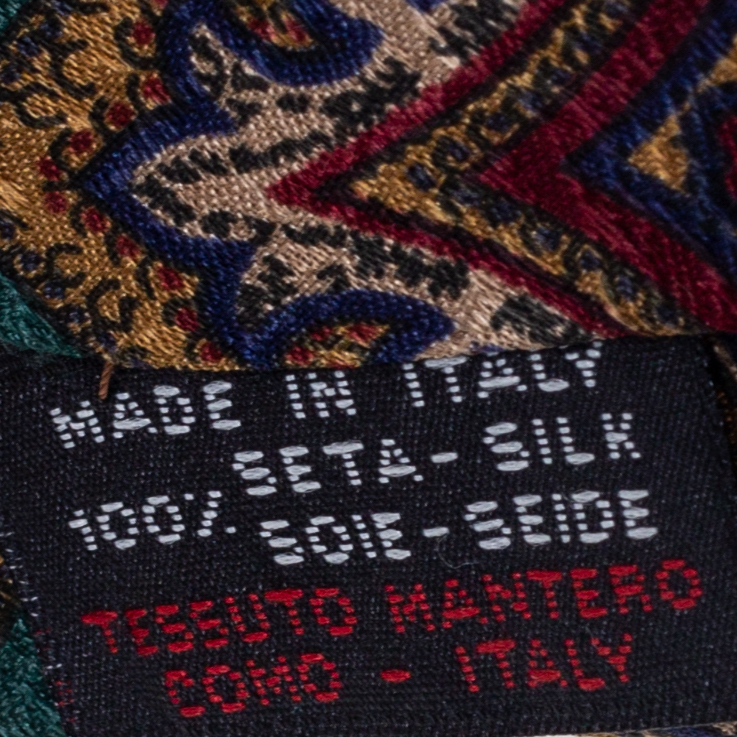 MADE IN ITALY
SETA-SILK
100% SOIE-SEIDE
TESSUTO MANTERO
COMO - ITALY